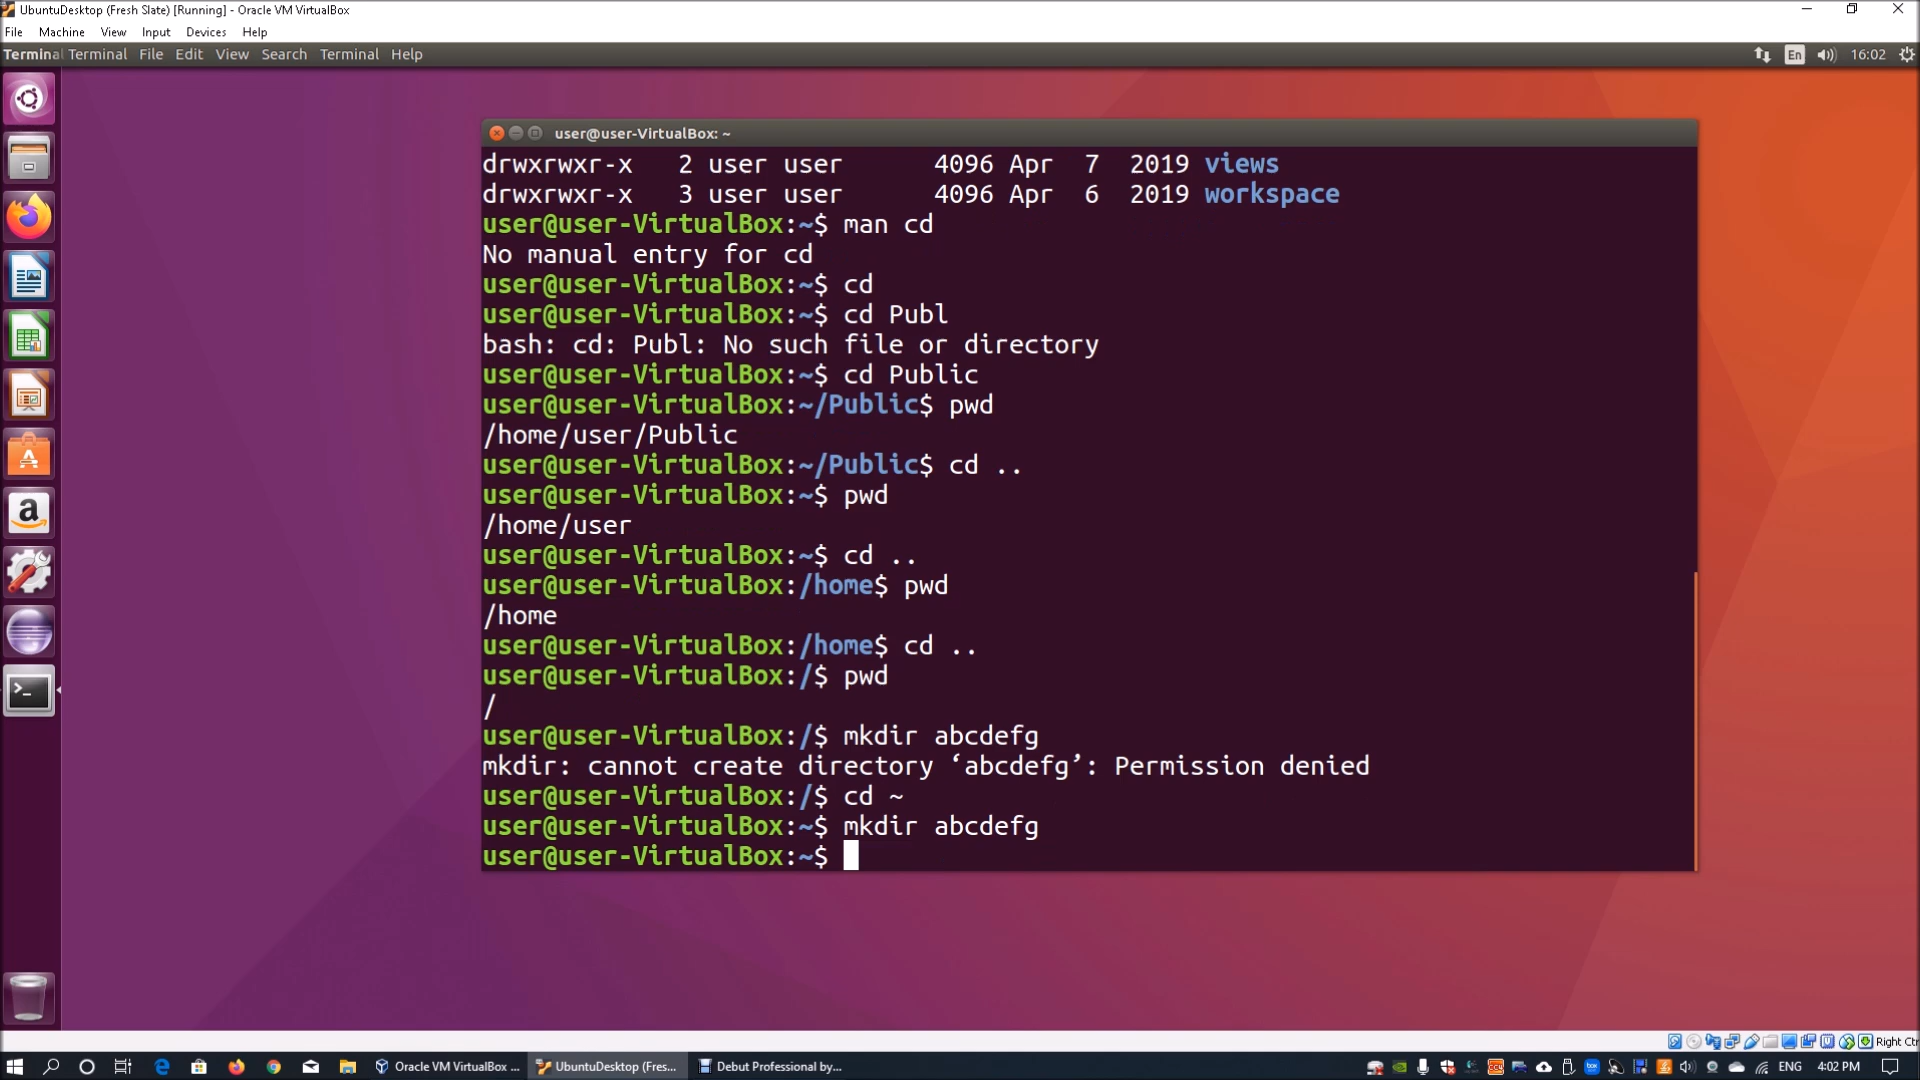 UbuntuDesktop (Fresh Slate) [Running] - Oracle VM VirtualBox
File Machine View Input Devices Help
Terminal Terminal File Edit View Search Terminal Help En 16:02
user@user-VirtualBox: ~
drwxrwxr-x 2 user user 4096 Apr 7 2019 views
drwxrwxr-x 3 user user 4096 Apr 6 2019 workspace
user@user-VirtualBox:~$ man cd
No manual entry for cd
user@user-VirtualBox:~$ cd
user@user-VirtualBox:~$ cd Publ
bash: cd: Publ: No such file or directory
user@user-VirtualBox:~$ cd Public
user@user-VirtualBox:~/Public$ pwd
/home/user/Public
user@user-VirtualBox:~/Public$ cd ..
user@user-VirtualBox:~$ pwd
/home/user
user@user-VirtualBox:~$ cd ..
user@user-VirtualBox:/home$ pwd
/home
user@user-VirtualBox:/home$ cd ..
user@user-VirtualBox:/$ pwd
/
user@user-VirtualBox:/$ mkdir abcdefg
mkdir: cannot create directory ‘abcdefg’: Permission denied
user@user-VirtualBox:/$ cd ~
user@user-VirtualBox:~$ mkdir abcdefg
user@user-VirtualBox:~$
Right Ctr
Oracle VM VirtualBox ... UbuntuDesktop (Fres... Debut Professional by... ENG 4:02 PM